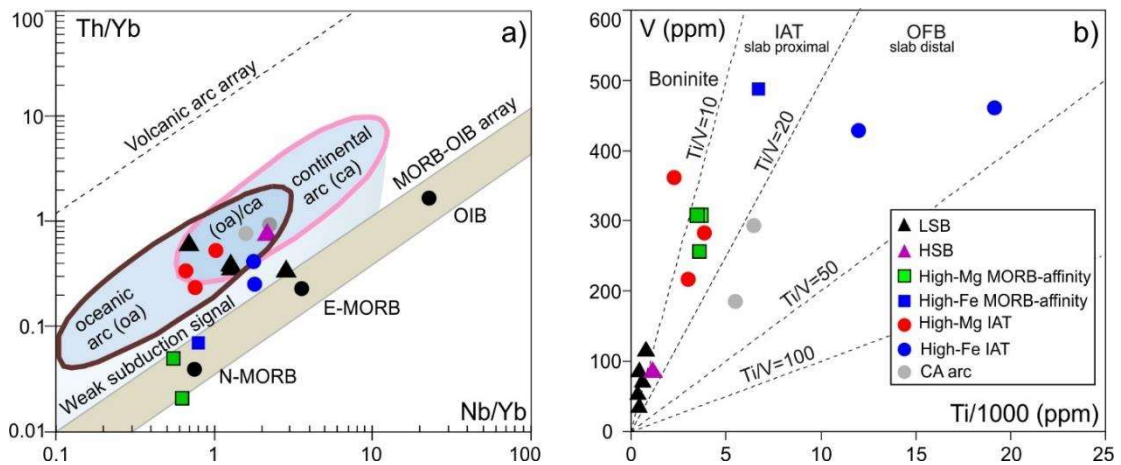 Th/Yb
a)
100
10
1
0.1
0.01
Volcanic arc array
continental
arc (ca)
(oa)/ca
MORB-OIB array
OIB
oceanic
arc (oa)
E-MORB
Weak subduction signal
N-MORB
Nb/Yb
0.1
1
10
100
V (ppm)
b)
600
500
400
300
200
100
0
IAT
slab proximal
OFB
slab distal
Boninite
Ti/V=10
Ti/V=20
Ti/V=50
Ti/V=100
LSB
HSB
High-Mg MORB-affinity
High-Fe MORB-affinity
High-Mg IAT
High-Fe IAT
CA arc
Ti/1000 (ppm)
0
5
10
15
20
25